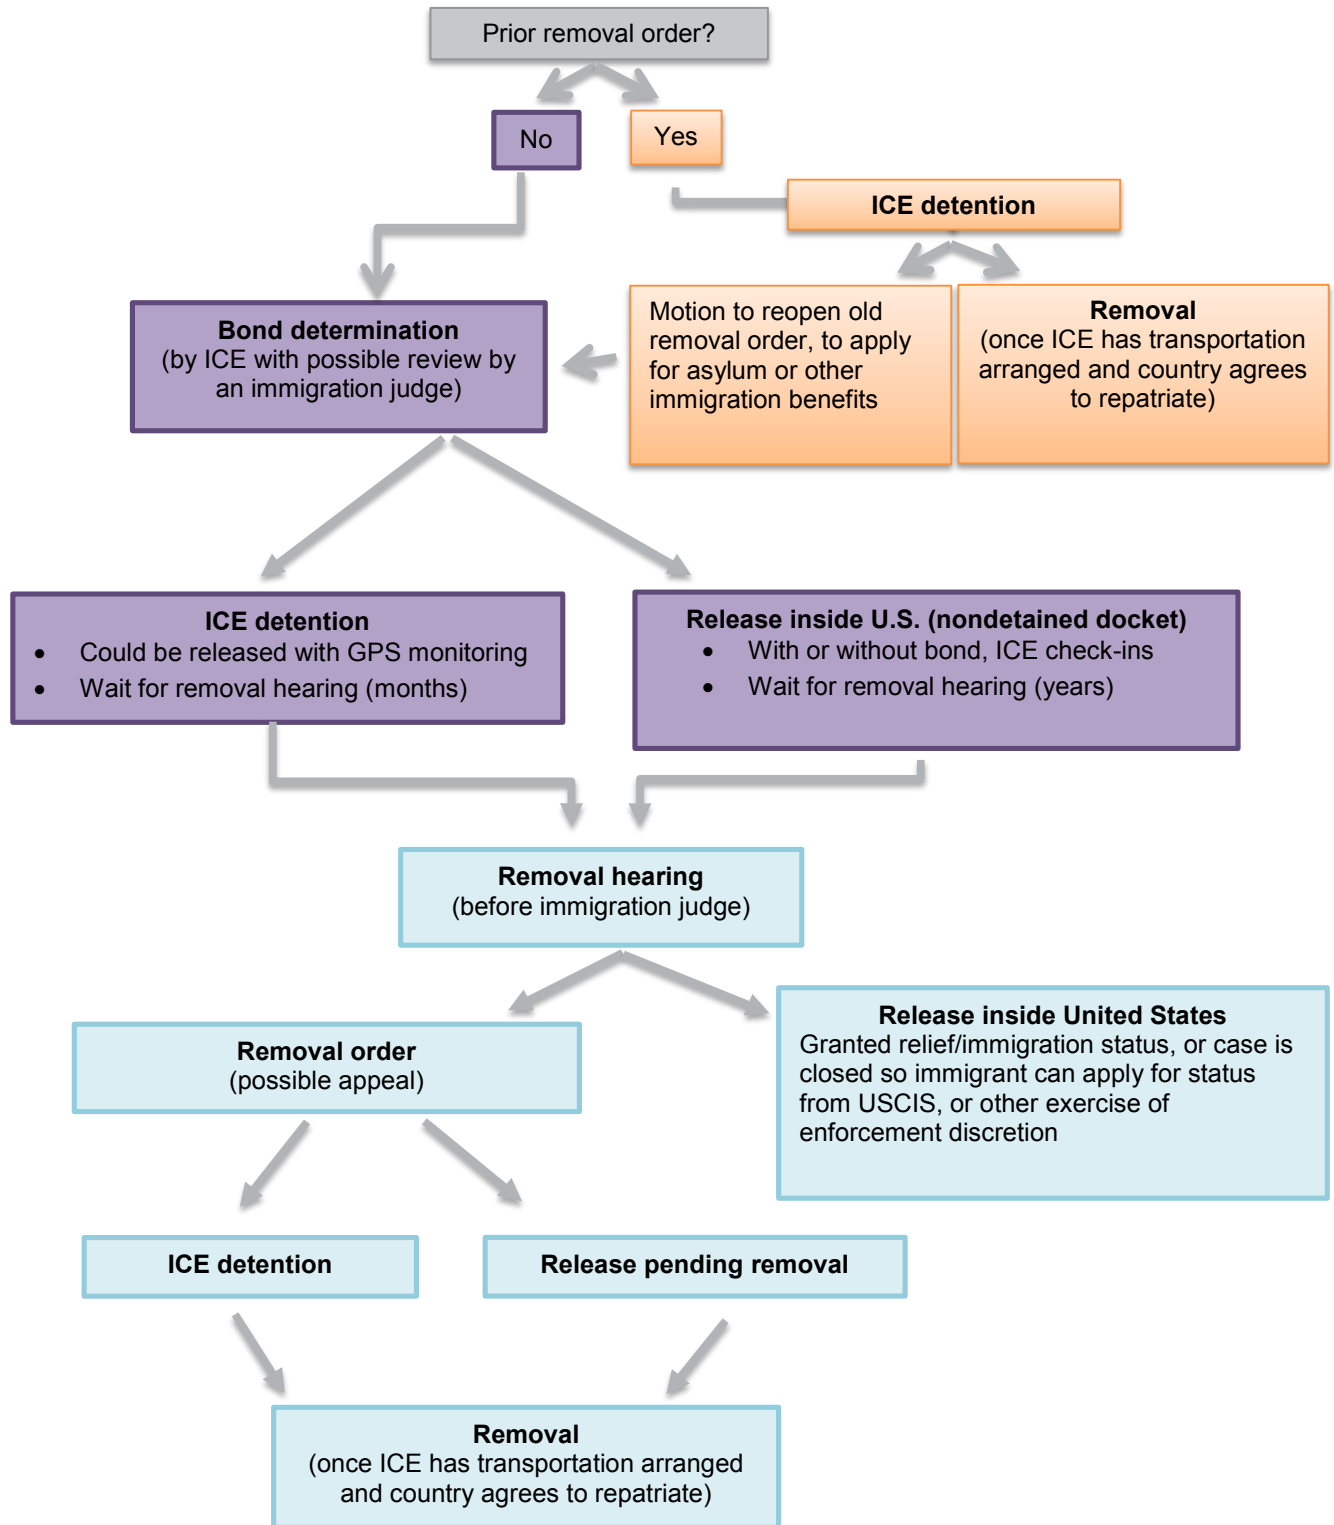 Prior removal order?
No
Yes
ICE detention
Bond determination
(by ICE with possible review by
an immigration judge)
Motion to reopen old
removal order, to apply
for asylum or other
immigration benefits
Removal
(once ICE has transportation
arranged and country agrees
to repatriate)
ICE detention
• Could be released with GPS monitoring
• Wait for removal hearing (months)
Release inside U.S. (nondetained docket)
• With or without bond, ICE check-ins
• Wait for removal hearing (years)
Removal hearing
(before immigration judge)
Removal order
(possible appeal)
Release inside United States
Granted relief/immigration status, or case is
closed so immigrant can apply for status
from USCIS, or other exercise of
enforcement discretion
ICE detention
Release pending removal
Removal
(once ICE has transportation arranged
and country agrees to repatriate)